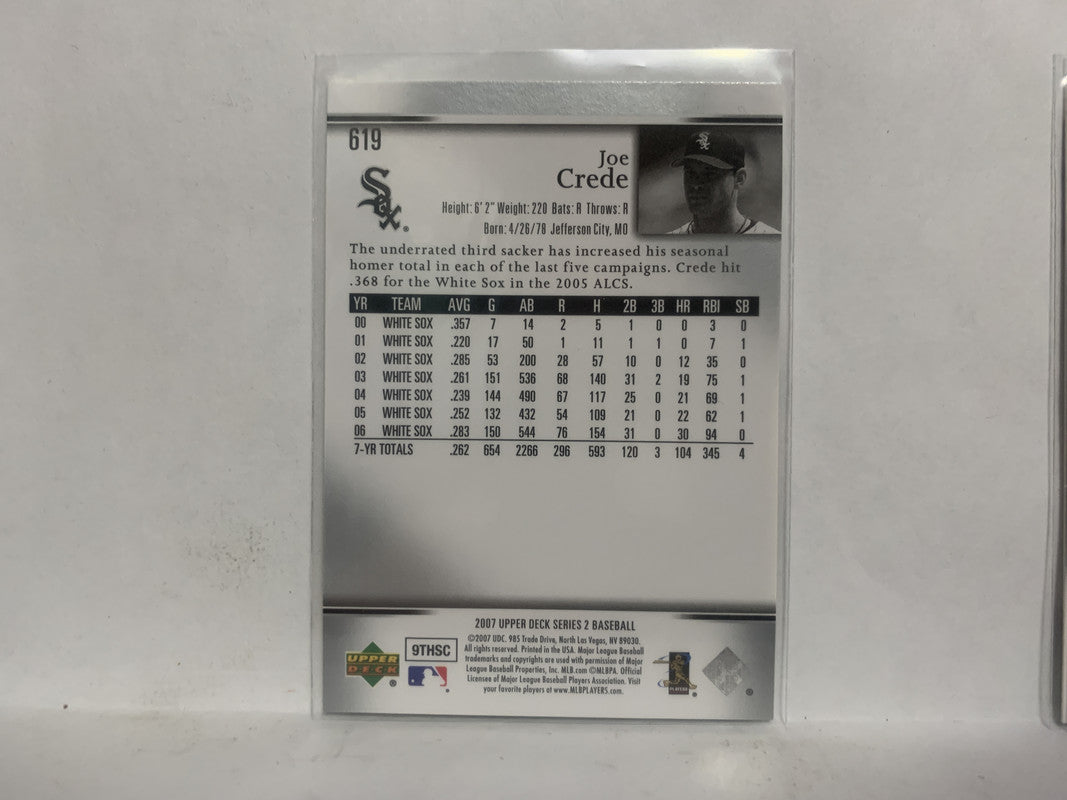 619
Joe
Crede
Sox
Height: 6' 2" Weight: 220 Bats: R Throws: R
Born: 4/26/78 Jefferson City, MO
The underrated third sacker has increased his seasonal
homer total in each of the last five campaigns. Crede hit
.368 for the White Sox in the 2005 ALCS.
YR TEAM AVG G AB R H 2B 3B HR RBI SB
00 WHITE SOX .357 7 14 2 5 1 0 0 3 0
01 WHITE SOX .220 17 50 1 11 1 1 0 7 1
02 WHITE SOX .285 53 200 28 57 10 0 12 35 0
03 WHITE SOX .261 151 536 68 140 31 2 19 75 1
04 WHITE SOX .239 144 490 67 117 25 0 21 69 1
05 WHITE SOX .252 132 432 54 109 21 0 22 62 1
06 WHITE SOX .283 150 544 76 154 31 0 30 94 0
7-YR TOTALS .262 654 2266 296 593 120 3 104 345 4
2007 UPPER DECK SERIES 2 BASEBALL
©2007 UDC. 985 Trade Drive, North Las Vegas, NV 89030.
All rights reserved. Printed in the USA. Major League Baseball
trademarks and copyrights are used with permission of Major
League Baseball Properties, Inc. MLB.com ©MLBPA. Official
Licensee of Major League Baseball Players Association. Visit
your favorite players at www.MLBPLAYERS.com.
UPPER
DECK
9THSC
PLAYERS